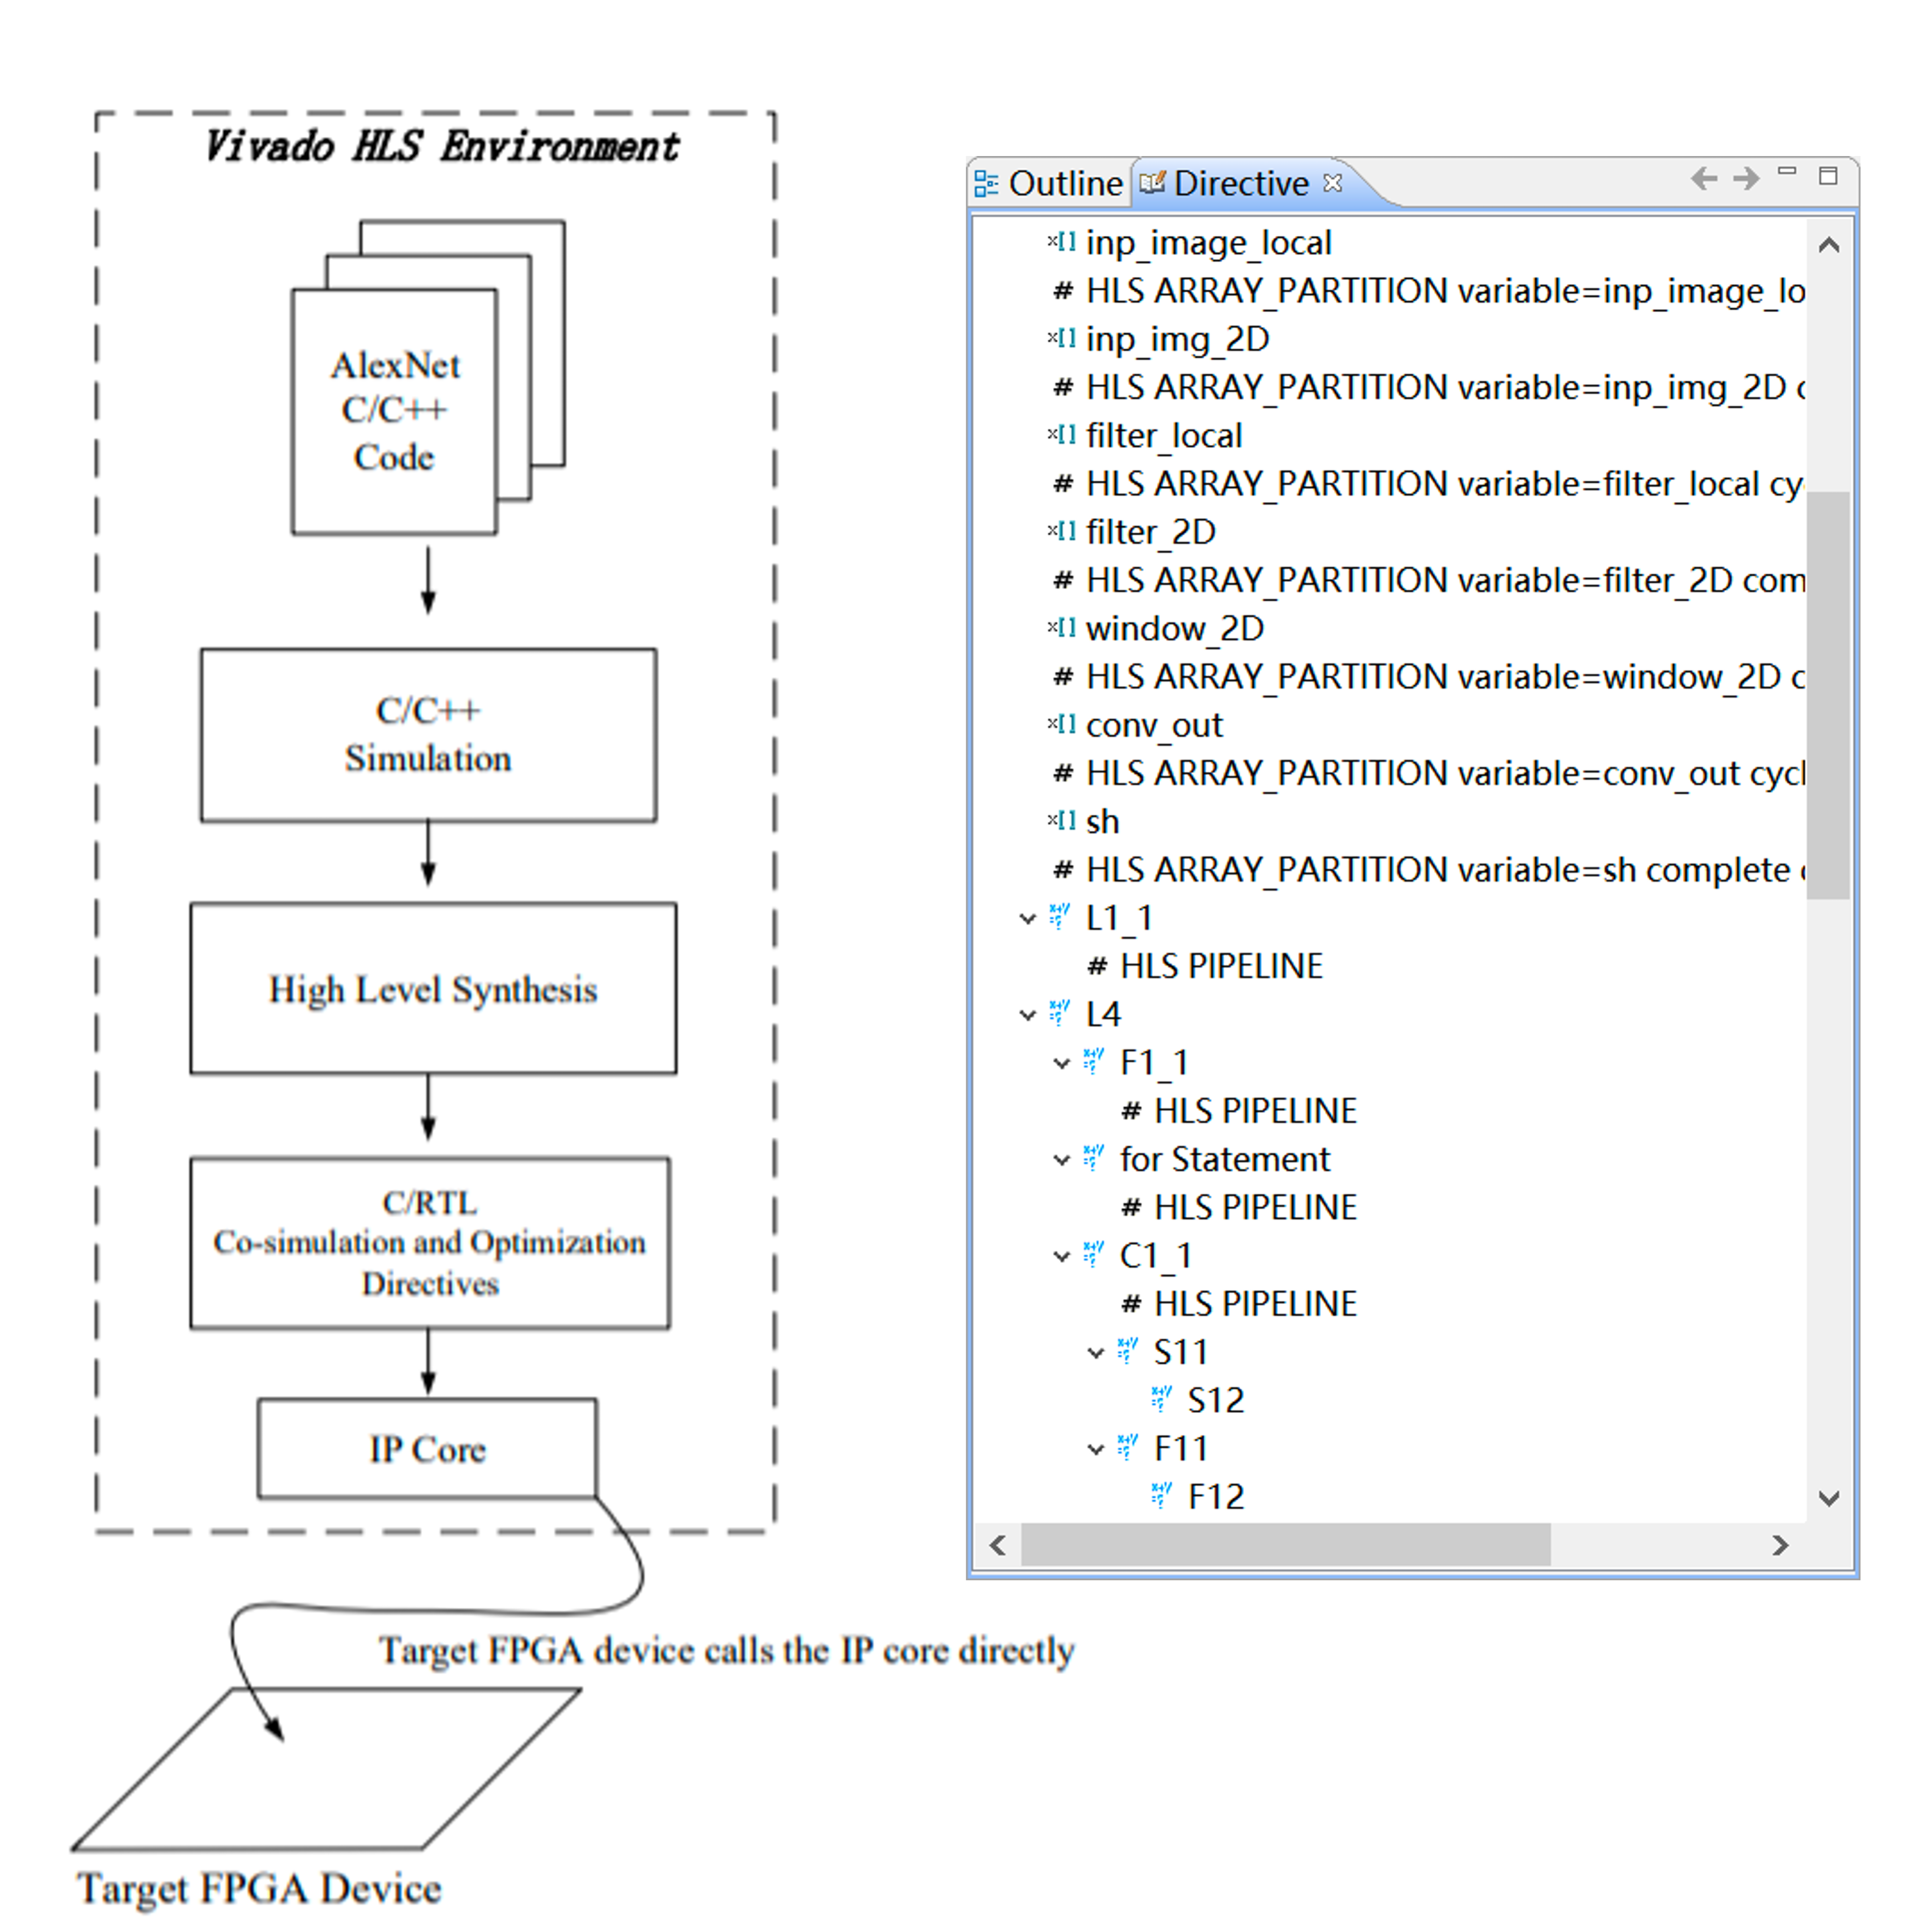 Vivado HLS Environment
AlexNet
C/C++
Code
C/C++
Simulation
High Level Synthesis
C/RTL
Co-simulation and Optimization
Directives
IP Core
Target FPGA device calls the IP core directly
Target FPGA Device
Outline Directive
inp_image_local
# HLS ARRAY_PARTITION variable=inp_image_lo
inp_img_2D
# HLS ARRAY_PARTITION variable=inp_img_2D c
filter_local
# HLS ARRAY_PARTITION variable=filter_local cy
filter_2D
# HLS ARRAY_PARTITION variable=filter_2D com
window_2D
# HLS ARRAY_PARTITION variable=window_2D c
conv_out
# HLS ARRAY_PARTITION variable=conv_out cycl
sh
# HLS ARRAY_PARTITION variable=sh complete
L1_1
# HLS PIPELINE
L4
F1_1
# HLS PIPELINE
for Statement
# HLS PIPELINE
C1_1
# HLS PIPELINE
S11
S12
F11
F12